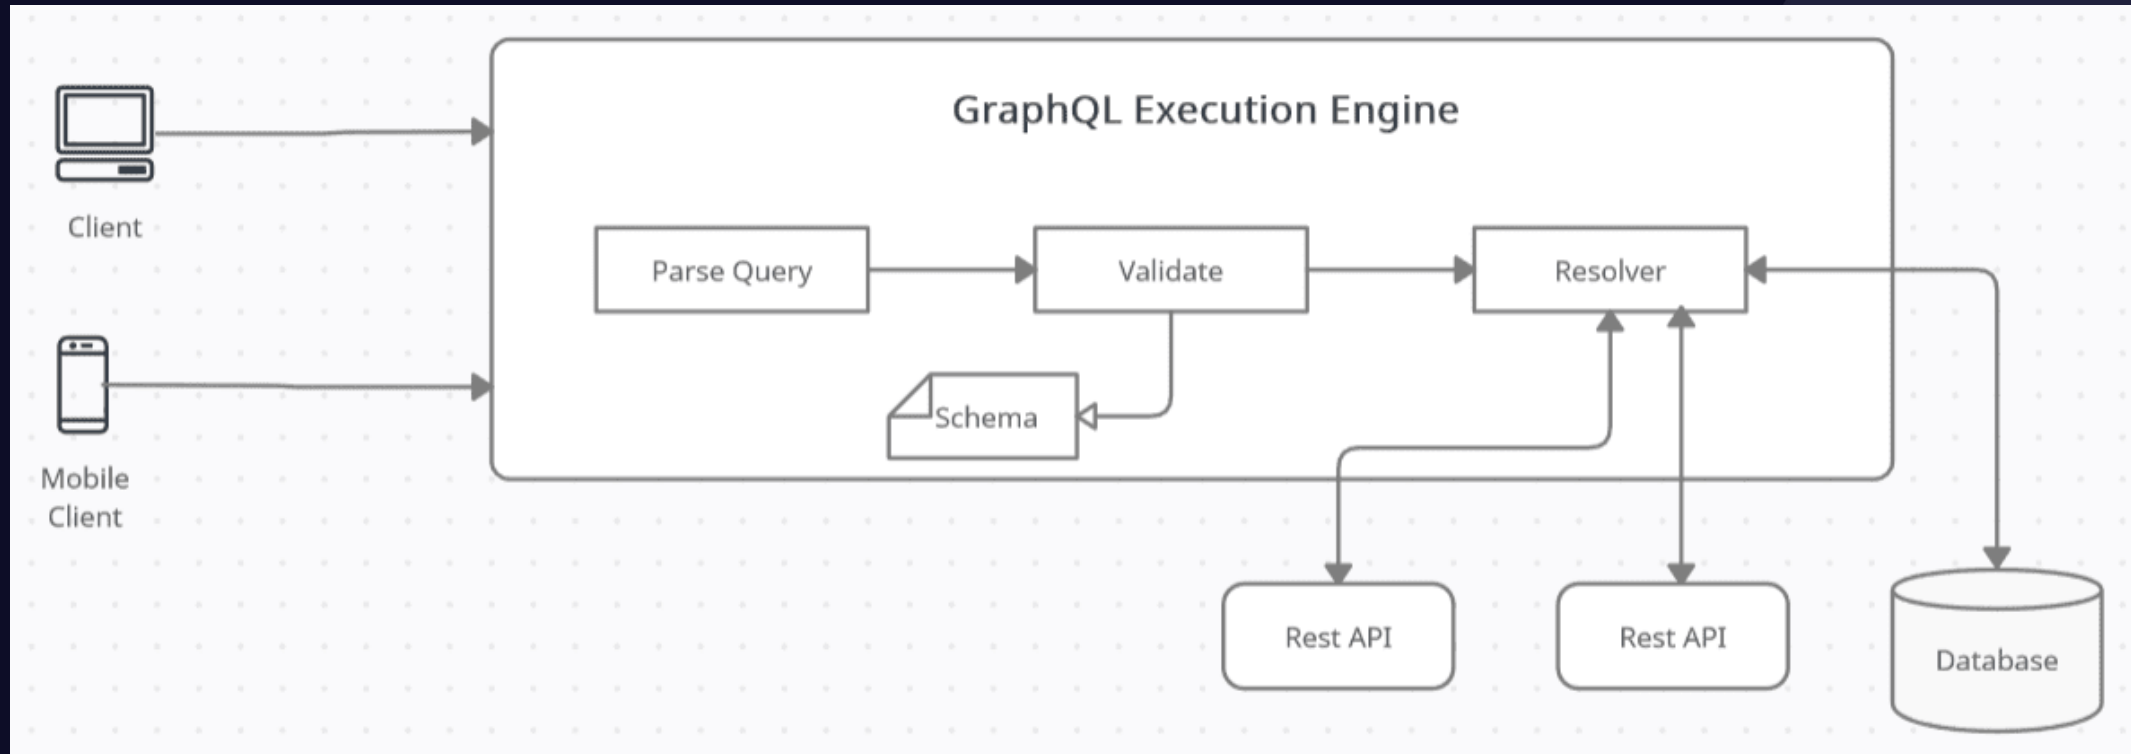 GraphQL Execution Engine
Client
Parse Query
Validate
Resolver
Schema
Mobile
Client
Rest API
Rest API
Database